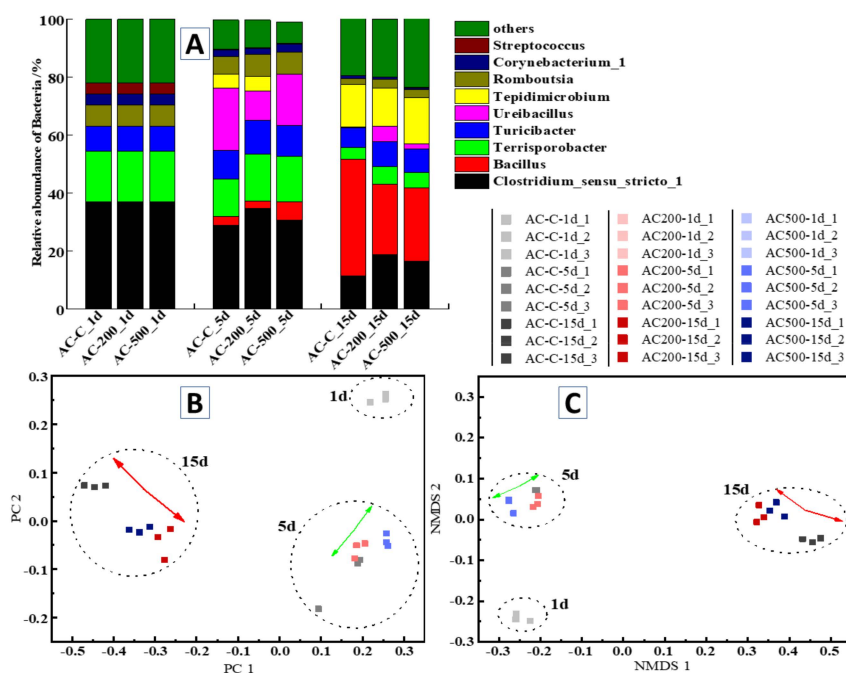 A
Relative aboundance of Bacteria /%
100
80
60
40
20
0
AC-C_1d
AC-200_1d
AC-500_1d
AC-C_5d
AC-200_5d
AC-500_5d
AC-C_15d
AC-200_15d
AC-500_15d
others
Streptococcus
Corynebacterium_1
Romboutsia
Tepidimicrobium
Ureibacillus
Turicibacter
Terrisporobacter
Bacillus
Clostridium_sensu_stricto_1
AC-C-1d_1 AC200-1d_1 AC500-1d_1
AC-C-1d_2 AC200-1d_2 AC500-1d_2
AC-C-1d_3 AC200-1d_3 AC500-1d_3
AC-C-5d_1 AC200-5d_1 AC500-5d_1
AC-C-5d_2 AC200-5d_2 AC500-5d_2
AC-C-5d_3 AC200-5d_3 AC500-5d_3
AC-C-15d_1 AC200-15d_1 AC500-15d_1
AC-C-15d_2 AC200-15d_2 AC500-15d_2
AC-C-15d_3 AC200-15d_3 AC500-15d_3
B
1d
15d
5d
PC 2
0.3
0.2
0.1
0.0
-0.1
-0.2
-0.5 -0.4 -0.3 -0.2 -0.1 0.0 0.1 0.2 0.3
PC 1
C
5d
15d
1d
NMDS 2
0.3
0.2
0.1
0.0
-0.1
-0.2
-0.3
-0.3 -0.2 -0.1 0.0 0.1 0.2 0.3 0.4 0.5
NMDS 1